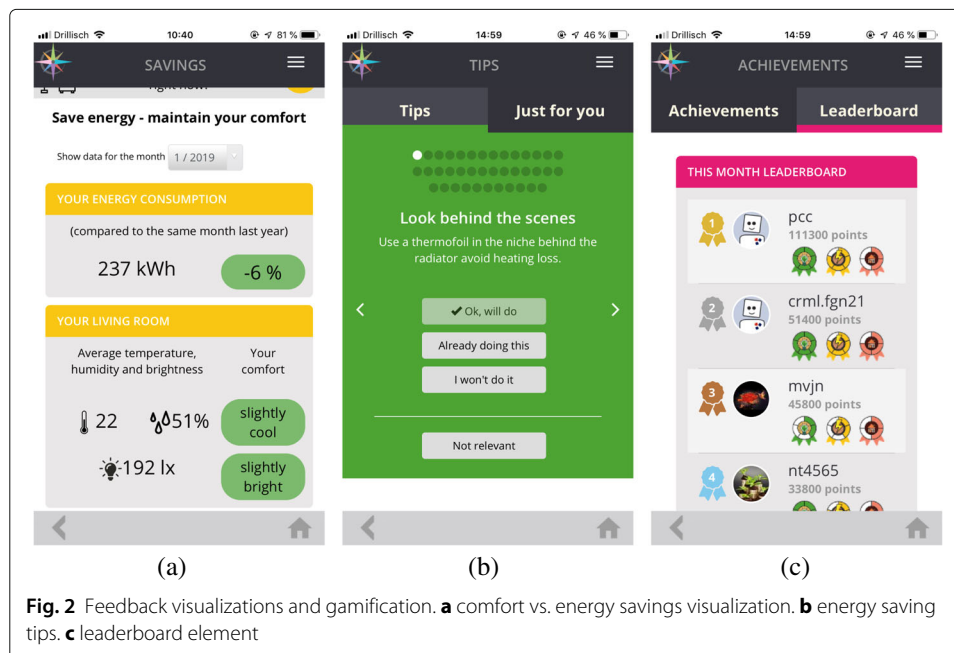 Drillisch 10:40 81 %
SAVINGS
right now!
Save energy - maintain your comfort
Show data for the month 1 / 2019
YOUR ENERGY CONSUMPTION
(compared to the same month last year)
237 kWh -6 %
YOUR LIVING ROOM
Average temperature, Your
humidity and brightness comfort
22 51% slightly
cool
192 lx slightly
bright
(a)
Drillisch 14:59 46 %
TIPS
Tips Just for you
Look behind the scenes
Use a thermofoil in the niche behind the
radiator avoid heating loss.
Ok, will do
Already doing this
I won't do it
Not relevant
(b)
Drillisch 14:59 46 %
ACHIEVEMENTS
Achievements Leaderboard
THIS MONTH LEADERBOARD
1 pcc
111300 points
2 crml.fgn21
51400 points
3 mvjn
45800 points
4 nt4565
33800 points
(c)
Fig. 2 Feedback visualizations and gamification. a comfort vs. energy savings visualization. b energy saving
tips. c leaderboard element